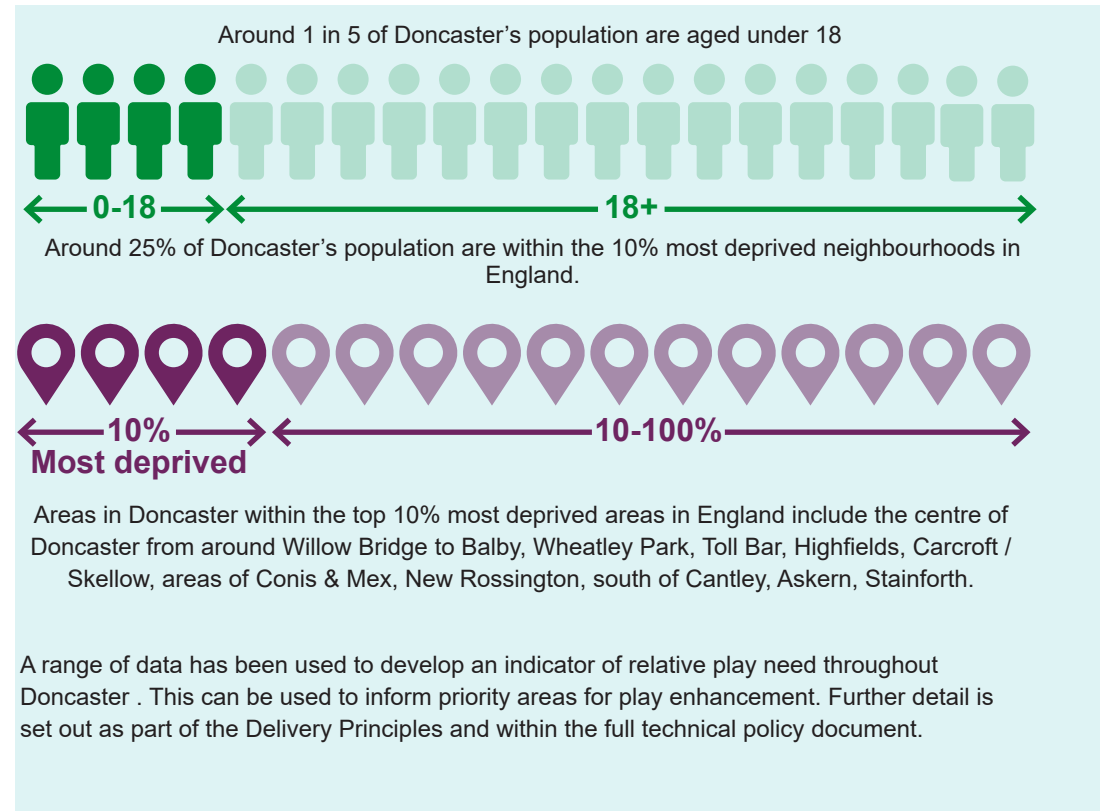 Around 1 in 5 of Doncaster’s population are aged under 18
0-18
18+
Around 25% of Doncaster’s population are within the 10% most deprived neighbourhoods in
England.
10%
Most deprived
10-100%
Areas in Doncaster within the top 10% most deprived areas in England include the centre of
Doncaster from around Willow Bridge to Balby, Wheatley Park, Toll Bar, Highfields, Carcroft /
Skellow, areas of Conis & Mex, New Rossington, south of Cantley, Askern, Stainforth.
A range of data has been used to develop an indicator of relative play need throughout
Doncaster . This can be used to inform priority areas for play enhancement. Further detail is
set out as part of the Delivery Principles and within the full technical policy document.